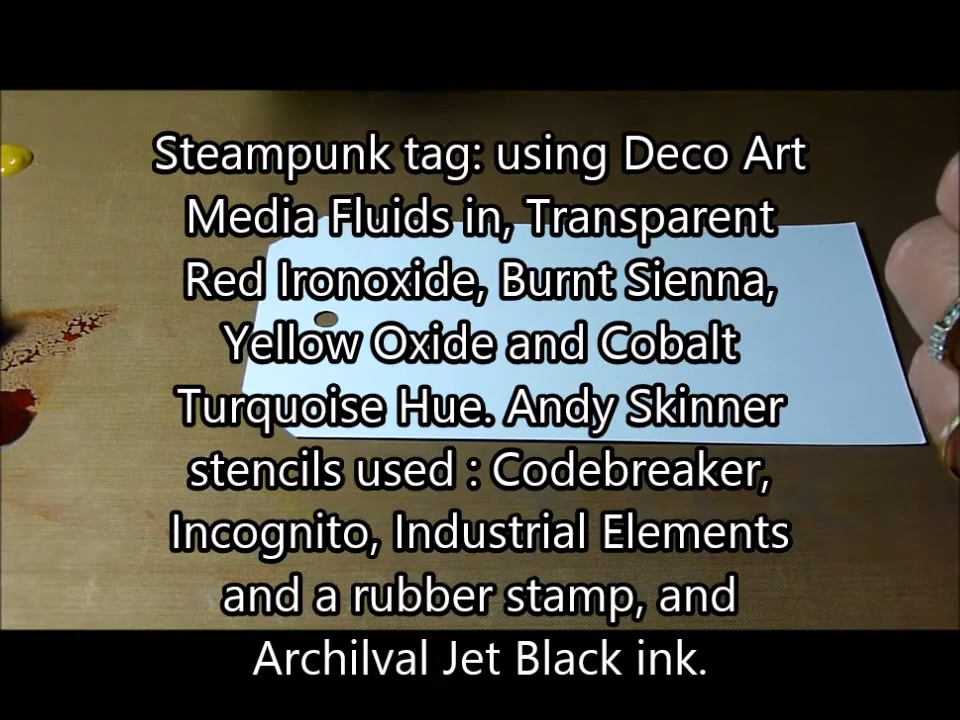 Steampunk tag: using Deco Art
Media Fluids in, Transparent
Red Ironoxide, Burnt Sienna,
Yellow Oxide and Cobalt
Turquoise Hue. Andy Skinner
stencils used : Codebreaker,
Incognito, Industrial Elements
and a rubber stamp, and
Archilval Jet Black ink.